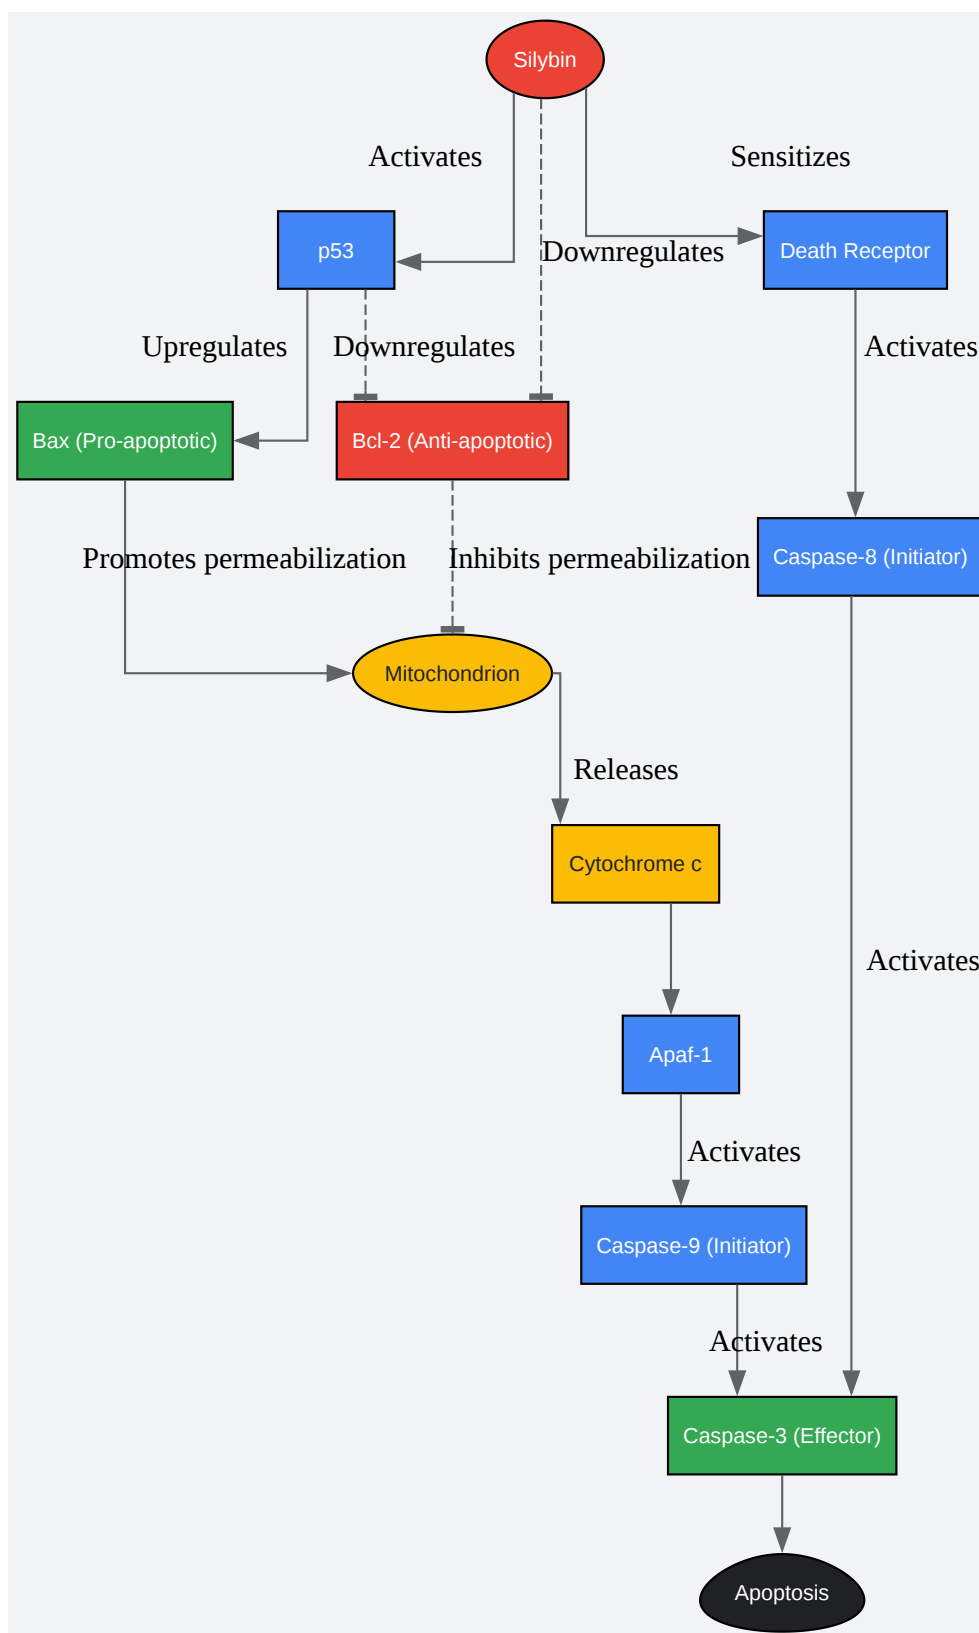 Silybin
Activates
Sensitizes
p53
Downregulates
Death Receptor
Upregulates
Downregulates
Activates
Bax (Pro-apoptotic)
Bcl-2 (Anti-apoptotic)
Promotes permeabilization
Inhibits permeabilization
Caspase-8 (Initiator)
Mitochondrion
Releases
Cytochrome c
Activates
Apaf-1
Activates
Caspase-9 (Initiator)
Activates
Caspase-3 (Effector)
Apoptosis